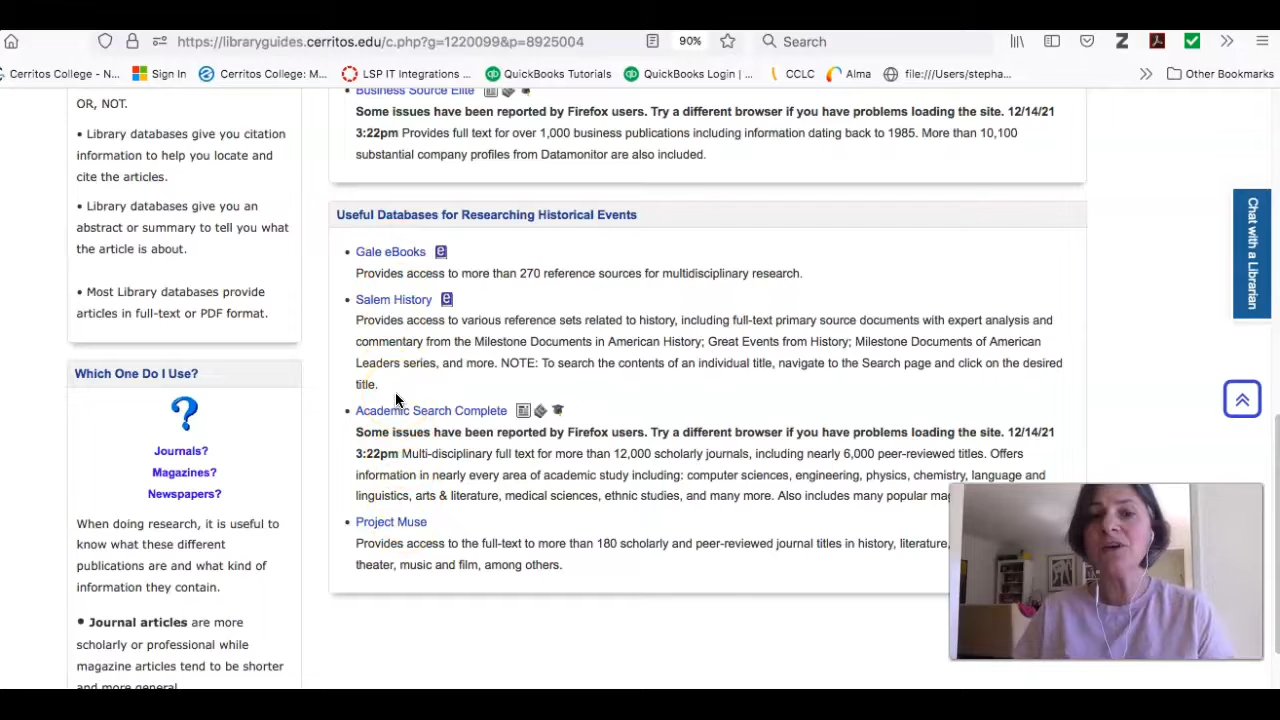 https://libraryguides.cerritos.edu/c.php?g=1220099&p=8925004
90%
Search
Cerritos College - N...
Sign In
Cerritos College: M...
LSP IT Integrations ...
QuickBooks Tutorials
QuickBooks Login | ...
CCLC
Alma
file:///Users/stepha...
Other Bookmarks
OR, NOT.
• Library databases give you citation
information to help you locate and
cite the articles.
• Library databases give you an
abstract or summary to tell you what
the article is about.
• Most Library databases provide
articles in full-text or PDF format.
Which One Do I Use?
?
Journals?
Magazines?
Newspapers?
When doing research, it is useful to
know what these different
publications are and what kind of
information they contain.
• Journal articles are more
scholarly or professional while
magazine articles tend to be shorter
and more general.
Business Source Elite
Some issues have been reported by Firefox users. Try a different browser if you have problems loading the site. 12/14/21
3:22pm Provides full text for over 1,000 business publications including information dating back to 1985. More than 10,100
substantial company profiles from Datamonitor are also included.
Useful Databases for Researching Historical Events
• Gale eBooks
Provides access to more than 270 reference sources for multidisciplinary research.
• Salem History
Provides access to various reference sets related to history, including full-text primary source documents with expert analysis and
commentary from the Milestone Documents in American History; Great Events from History; Milestone Documents of American
Leaders series, and more. NOTE: To search the contents of an individual title, navigate to the Search page and click on the desired
title.
• Academic Search Complete
Some issues have been reported by Firefox users. Try a different browser if you have problems loading the site. 12/14/21
3:22pm Multi-disciplinary full text for more than 12,000 scholarly journals, including nearly 6,000 peer-reviewed titles. Offers
information in nearly every area of academic study including: computer sciences, engineering, physics, chemistry, language and
linguistics, arts & literature, medical sciences, ethnic studies, and many more. Also includes many popular
• Project Muse
Provides access to the full-text to more than 180 scholarly and peer-reviewed journal titles in history, literature,
theater, music and film, among others.
Chat with a Librarian